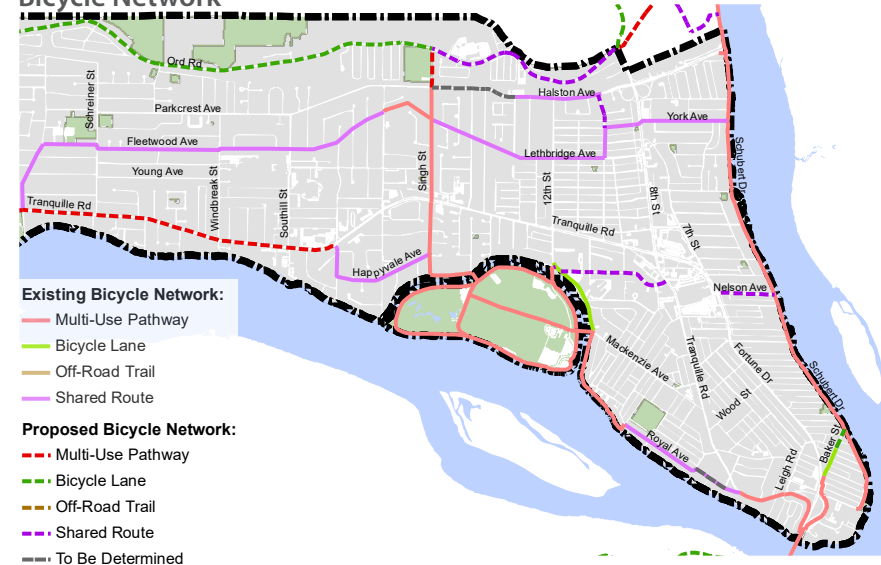 Bicycle Network
Ord Rd
Schreiner St
Parkcrest Ave
Halston Ave
York Ave
Fleetwood Ave
Lethbridge Ave
Schubert Dr
Young Ave
Singh St
Windbreak St
Southill St
12th St
8th St
Tranquille Rd
Tranquille Rd
7th St
Happyvale Ave
Nelson Ave
Existing Bicycle Network:
Multi-Use Pathway
Bicycle Lane
Off-Road Trail
Shared Route
Mackenzie Ave
Tranquille Rd
Fortune Dr
Schubert Dr
Wood St
Royal Ave
Leigh Rd
Baker St
Proposed Bicycle Network:
Multi-Use Pathway
Bicycle Lane
Off-Road Trail
Shared Route
To Be Determined